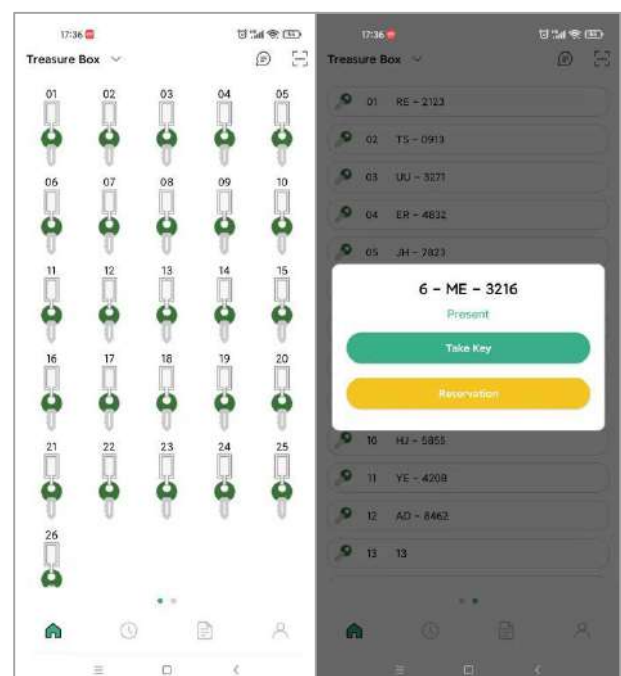 17:36
Treasure Box
01 02 03 04 05
06 07 08 09 10
11 12 13 14 15
16 17 18 19 20
21 22 23 24 25
26
17:36
Treasure Box
01 RE - 2123
02 TS - 0913
03 UU - 3271
04 ER - 4832
05 JH - 7823
6 - ME - 3216
Present
Take Key
Reservation
10 HJ - 5855
11 YE - 4208
12 AD - 8462
13 13